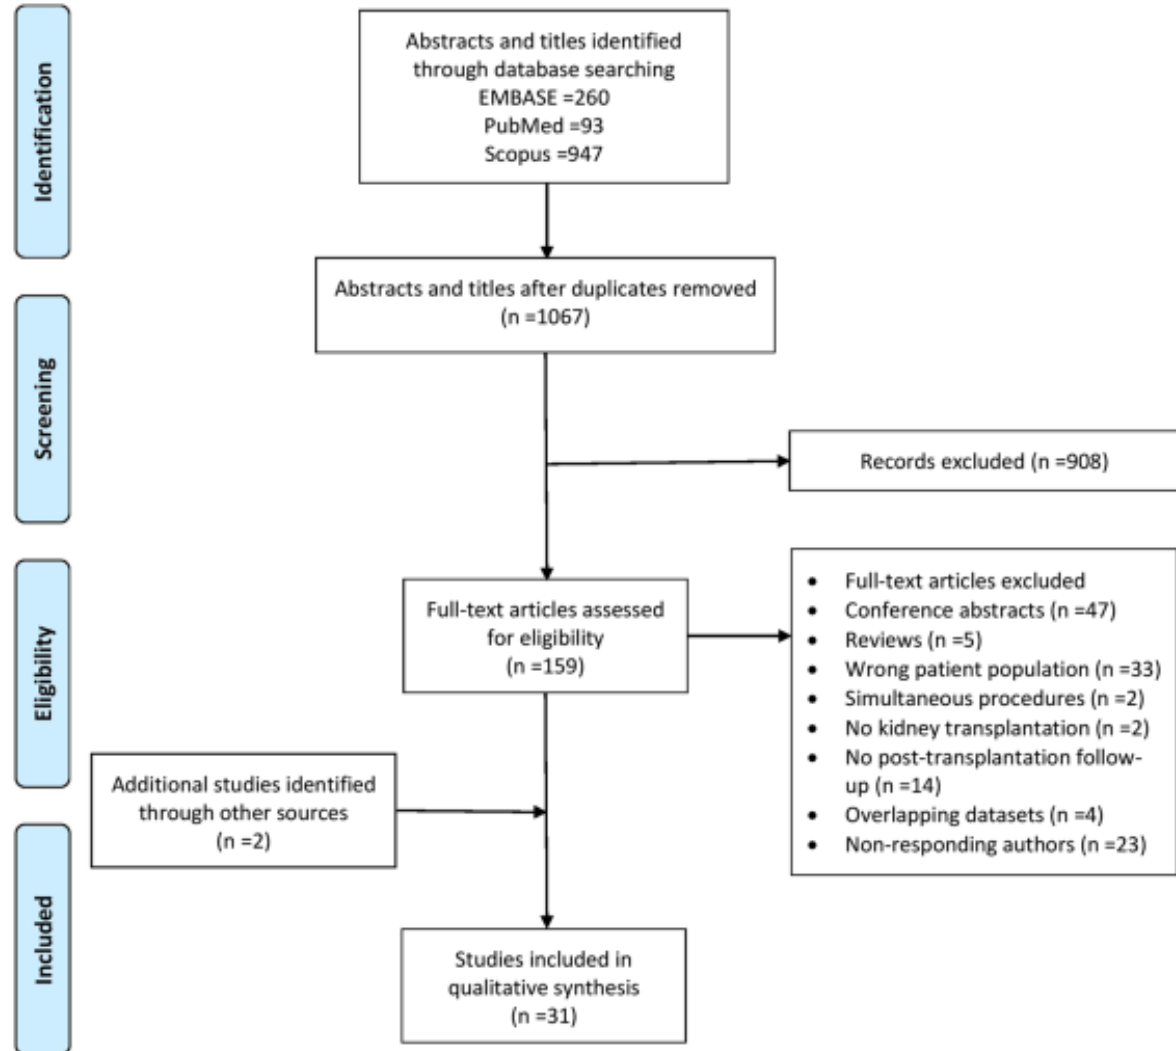 Identification
Abstracts and titles identified
through database searching
EMBASE =260
PubMed =93
Scopus =947
Abstracts and titles after duplicates removed
(n =1067)
Screening
Records excluded (n =908)
Eligibility
Full-text articles assessed
for eligibility
(n =159)
• Full-text articles excluded
• Conference abstracts (n =47)
• Reviews (n =5)
• Wrong patient population (n =33)
• Simultaneous procedures (n =2)
• No kidney transplantation (n =2)
• No post-transplantation follow-
up (n =14)
• Overlapping datasets (n =4)
• Non-responding authors (n =23)
Additional studies identified
through other sources
(n =2)
Included
Studies included in
qualitative synthesis
(n =31)